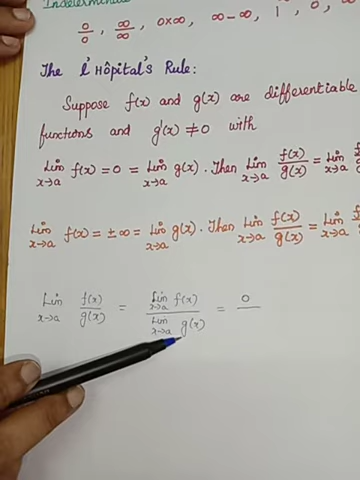 Indeterminate
0/0, ∞/∞, 0×∞, ∞-∞, 1, 0, ∞
The l'Hôpital's Rule:
Suppose f(x) and g(x) are differentiable
functions and g'(x) ≠ 0 with
Lim x→a f(x) = 0 = Lim x→a g(x). Then Lim x→a f(x)/g(x) = Lim x→a
Lim x→a f(x) = ±∞ = Lim x→a g(x). Then Lim x→a f(x)/g(x) = Lim x→a
Lim x→a f(x)/g(x) = Lim x→a f(x) / Lim x→a g(x) = 0